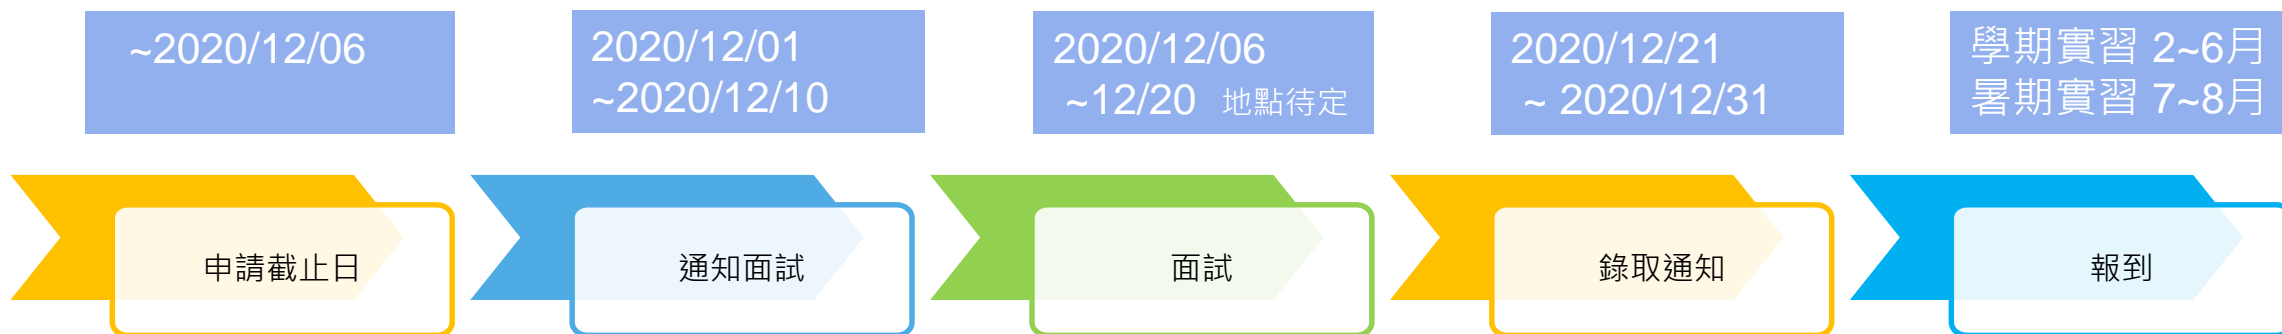 ~2020/12/06
2020/12/01
~2020/12/10
2020/12/06
~12/20 地點待定
2020/12/21
~ 2020/12/31
學期實習 2~6月
暑期實習 7~8月
申請截止日
通知面試
面試
錄取通知
報到